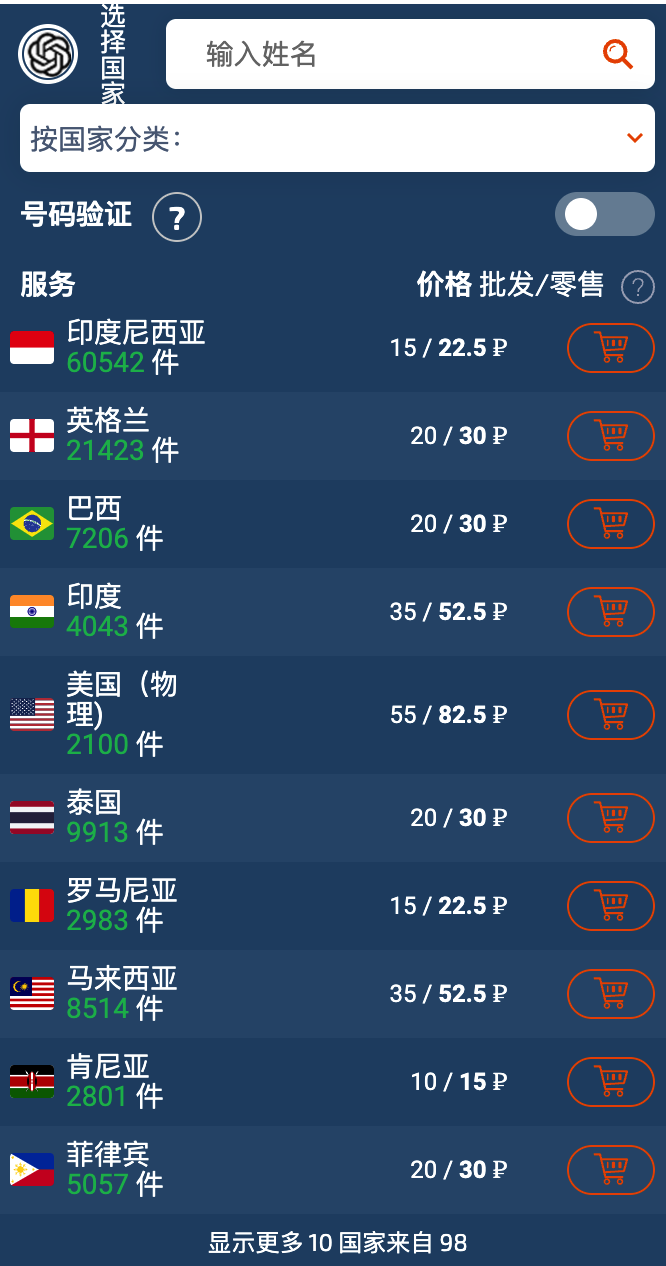 选
择
国
家
输入姓名
按国家分类：
号码验证 ?
服务 价格 批发/零售 ?
印度尼西亚
60542 件
15 / 22.5 ₽
英格兰
21423 件
20 / 30 ₽
巴西
7206 件
20 / 30 ₽
印度
4043 件
35 / 52.5 ₽
美国（物
理)
2100 件
55 / 82.5 ₽
泰国
9913 件
20 / 30 ₽
罗马尼亚
2983 件
15 / 22.5 ₽
马来西亚
8514 件
35 / 52.5 ₽
肯尼亚
2801 件
10 / 15 ₽
菲律宾
5057 件
20 / 30 ₽
显示更多 10 国家来自 98